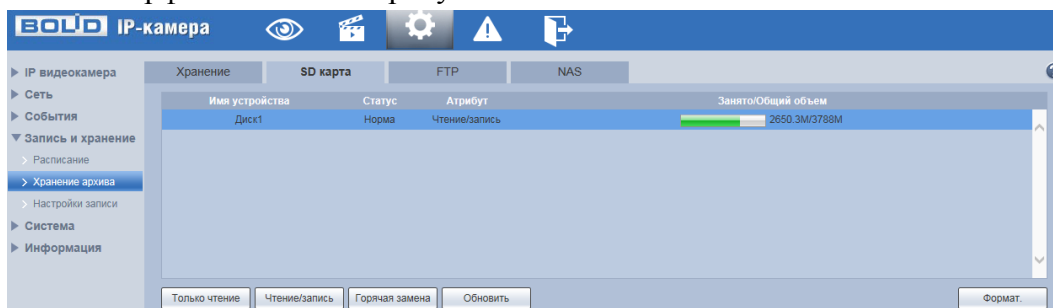 BOLID IP-камера
Хранение SD карта FTP NAS
IP видеокамера
Сеть
События
Запись и хранение
Расписание
Хранение архива
Настройки записи
Система
Информация
Имя устройства Статус Атрибут Занято/Общий объем
Диск1 Норма Чтение/запись 2650.3M/3788M
Только чтение Чтение/запись Горячая замена Обновить Формат.